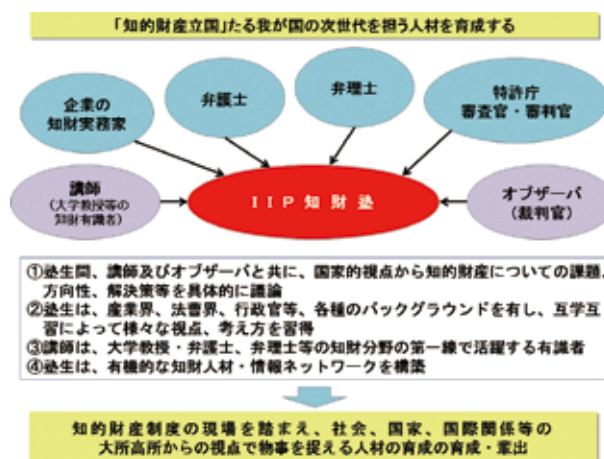 「知的財産立国」たる我が国の次世代を担う人材を育成する
企業の
知財実務家
弁護士
弁理士
特許庁
審査官・審判官
講師
(大学教授等の
知財有識者)
IIP知財塾
オブザーバ
(裁判官)
①塾生間、講師及びオブザーバと共に、国家的視点から知的財産についての課題、
方向性、解決策等を具体的に議論
②塾生は、産業界、法曹界、行政官等、各種のバックグラウンドを有し、互学互
習によって様々な視点、考え方を習得
③講師は、大学教授・弁護士、弁理士等の知財分野の第一線で活躍する有識者
④塾生は、有機的な知財人材・情報ネットワークを構築
知的財産制度の現場を踏まえ、社会、国家、国際関係等の
大所高所からの視点で物事を捉える人材の育成の育成・輩出